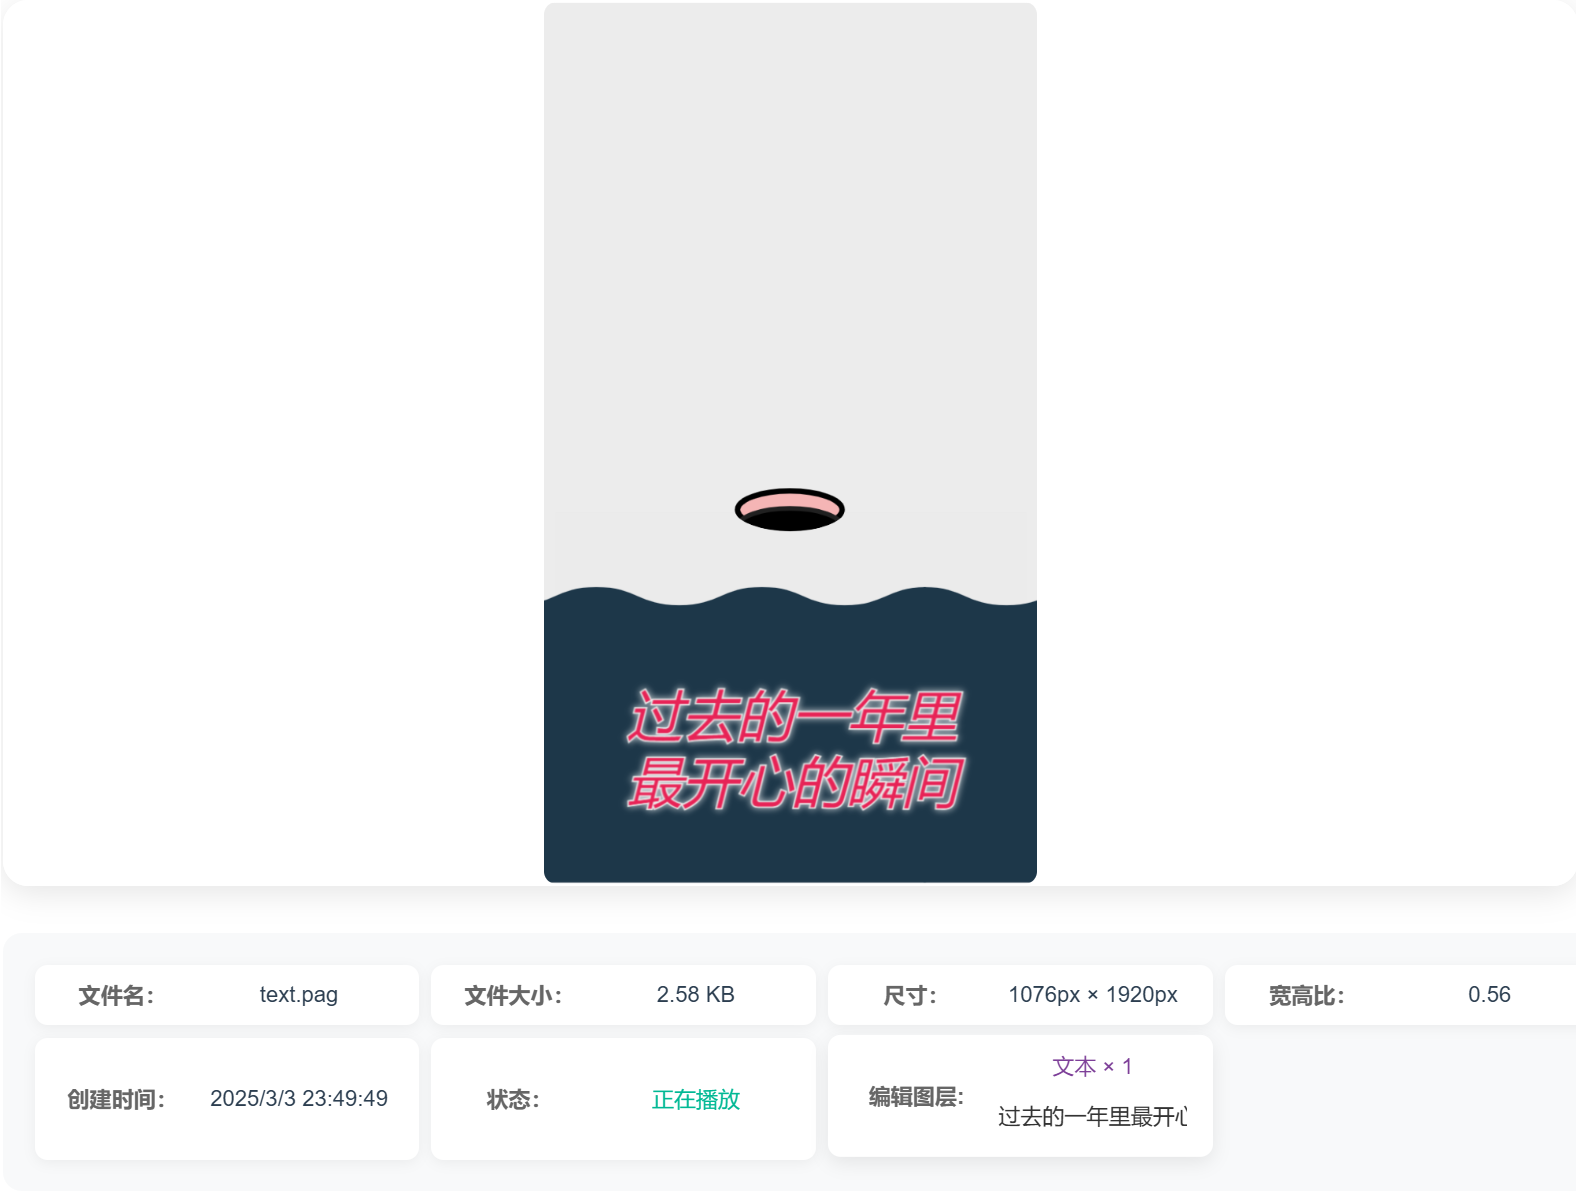 过去的一年里
最开心的瞬间
文件名： text.pag
文件大小： 2.58 KB
尺寸： 1076px × 1920px
宽高比： 0.56
创建时间： 2025/3/3 23:49:49
状态： 正在播放
编辑图层： 文本 × 1
过去的一年里最开